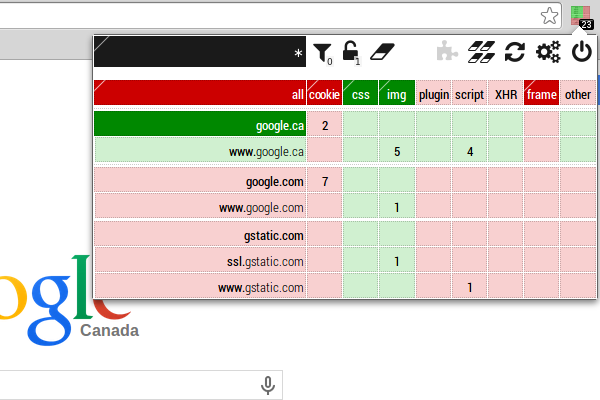 23
*
0
1
all cookie css img plugin script XHR frame other
google.ca 2
www.google.ca 5 4
google.com 7
www.google.com 1
gstatic.com
ssl.gstatic.com 1
www.gstatic.com 1
ogle
Canada